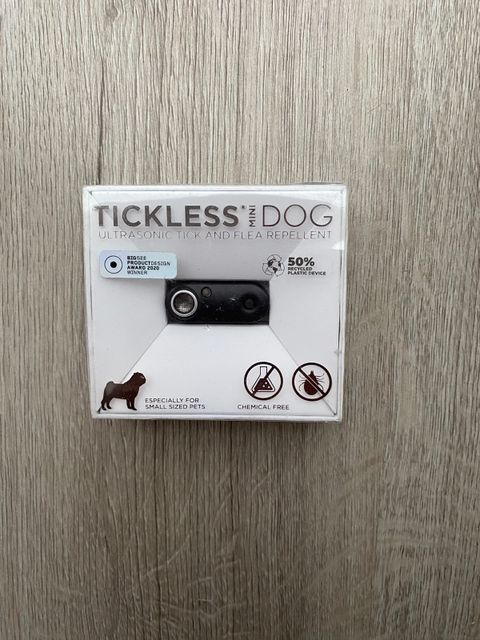 TICKLESS® MINI DOG
ULTRASONIC TICK AND FLEA REPELLENT
BIGSEE
PRODUCTDESIGN
AWARD 2020
WINNER
50%
RECYCLED
PLASTIC DEVICE
ESPECIALLY FOR
SMALL SIZED PETS
CHEMICAL FREE